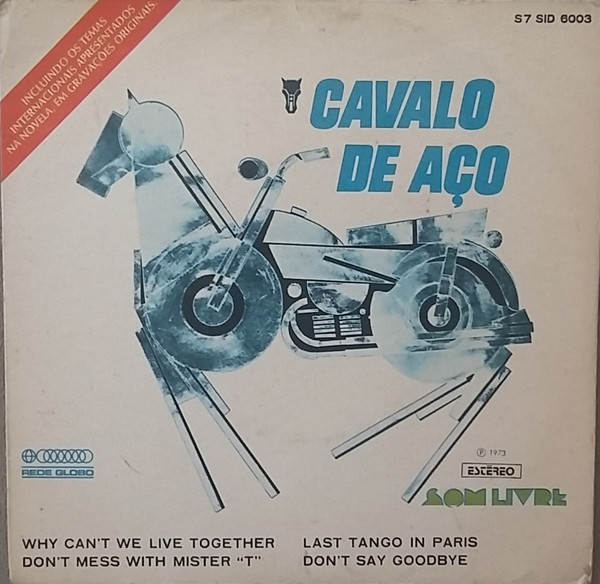 INCLUINDO OS TEMAS
INTERNACIONAIS APRESENTADOS
NA NOVELA, EM GRAVAÇÕES ORIGINAIS.
S7 SID 6003
CAVALO
DE AÇO
REDE GLOBO
℗ 1973
ESTÉREO
SOM LIVRE
WHY CAN'T WE LIVE TOGETHER
DON'T MESS WITH MISTER "T"
LAST TANGO IN PARIS
DON'T SAY GOODBYE